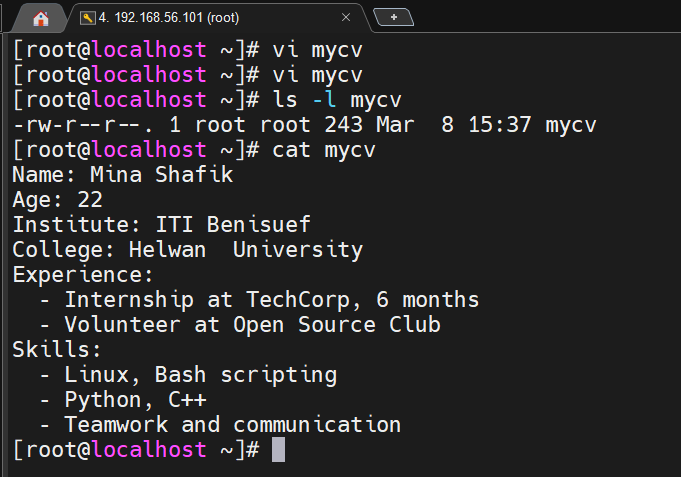 4. 192.168.56.101 (root)
[root@localhost ~]# vi mycv
[root@localhost ~]# vi mycv
[root@localhost ~]# ls -l mycv
-rw-r--r--. 1 root root 243 Mar  8 15:37 mycv
[root@localhost ~]# cat mycv
Name: Mina Shafik
Age: 22
Institute: ITI Benisuef
College: Helwan  University
Experience:
  - Internship at TechCorp, 6 months
  - Volunteer at Open Source Club
Skills:
  - Linux, Bash scripting
  - Python, C++
  - Teamwork and communication
[root@localhost ~]#